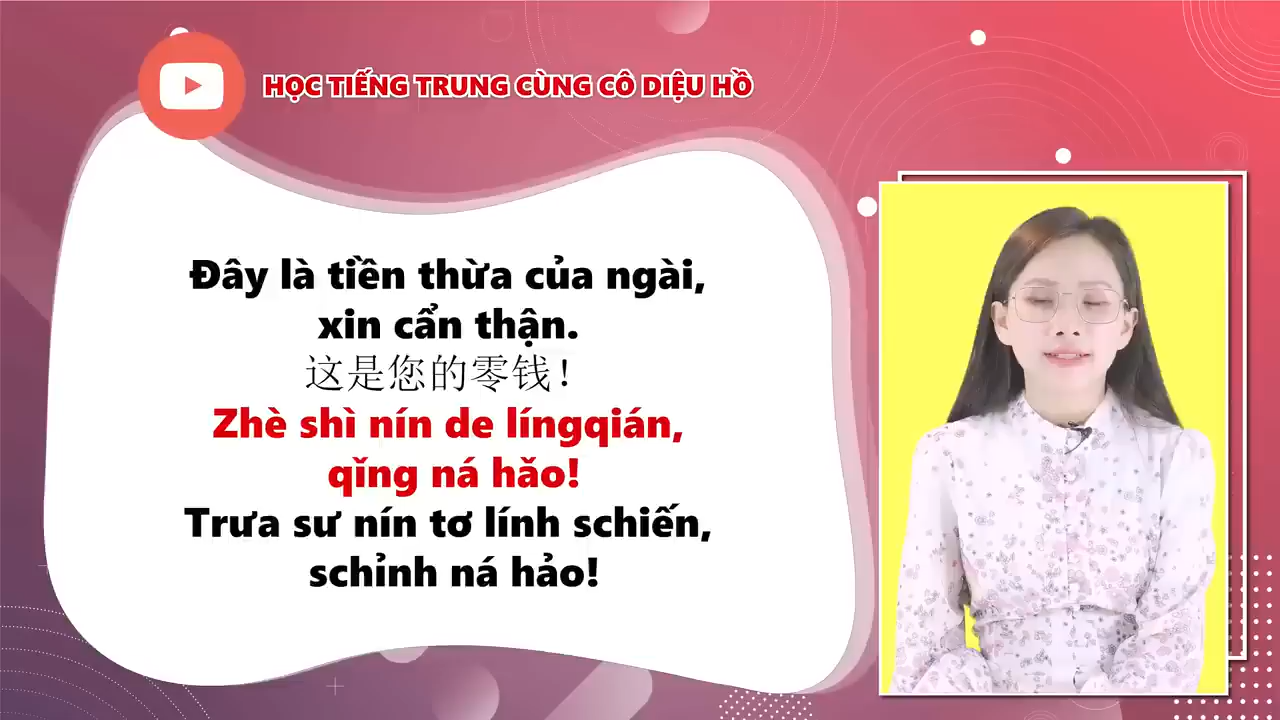 HỌC TIẾNG TRUNG CÙNG CÔ DIỆU HỒ
Đây là tiền thừa của ngài,
xin cẩn thận.
这是您的零钱！
Zhè shì nín de língqián,
qǐng ná hǎo!
Trưa sư nín tơ lính schiến,
schỉnh ná hảo!